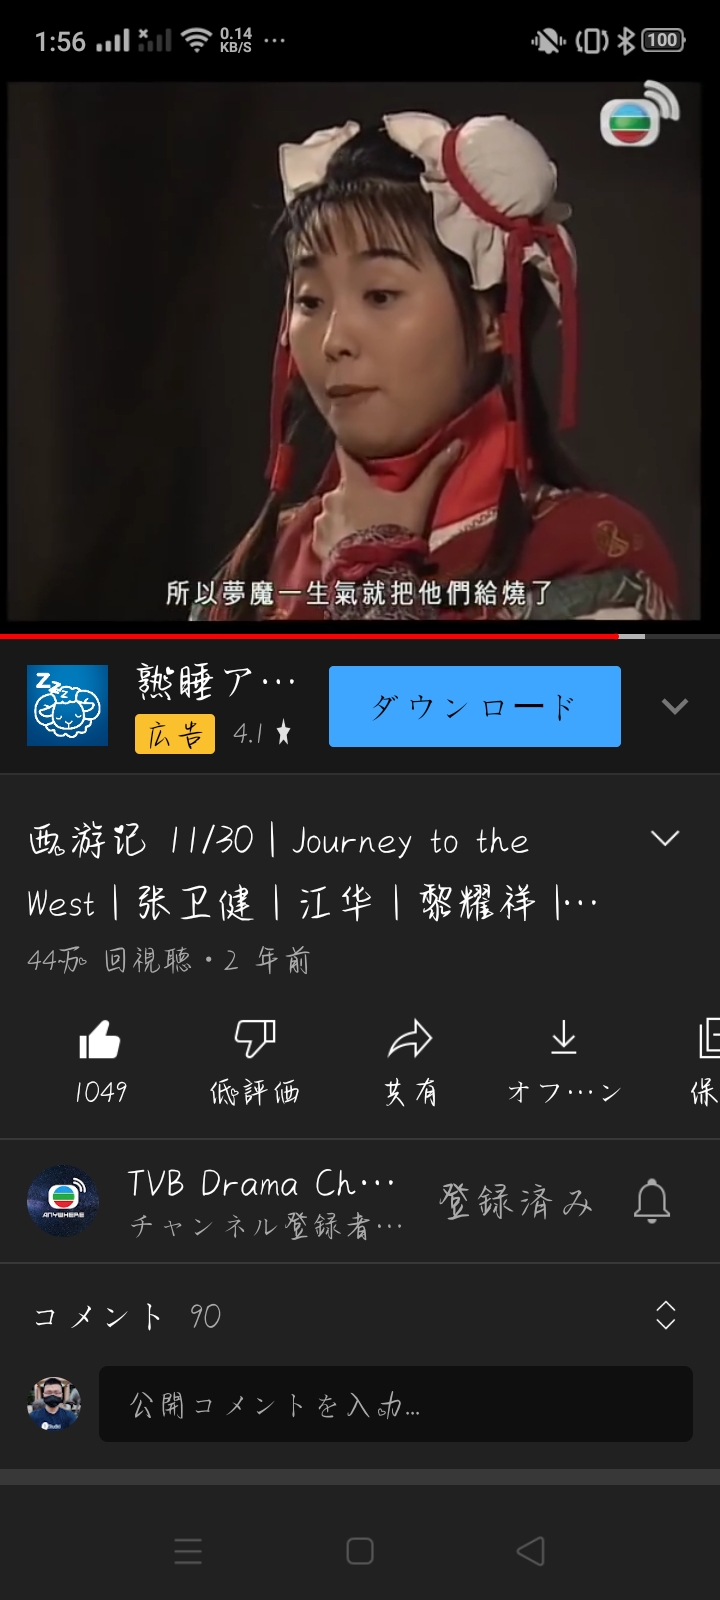 1:56
0.14
KB/S
100
所以夢魔一生氣就把他們給燒了
Z Z Z
熟睡ア…
ダウンロード
広告 4.1
西游记 11/30 | Journey to the
West | 张卫健 | 江华 | 黎耀祥 |…
44万 回視聴・2 年前
1049
低評価
共有
オフ…ン
保
TVB Drama Ch…
チャンネル登録者…
登録済み
ANYWHERE
コメント 90
公開コメントを入力...